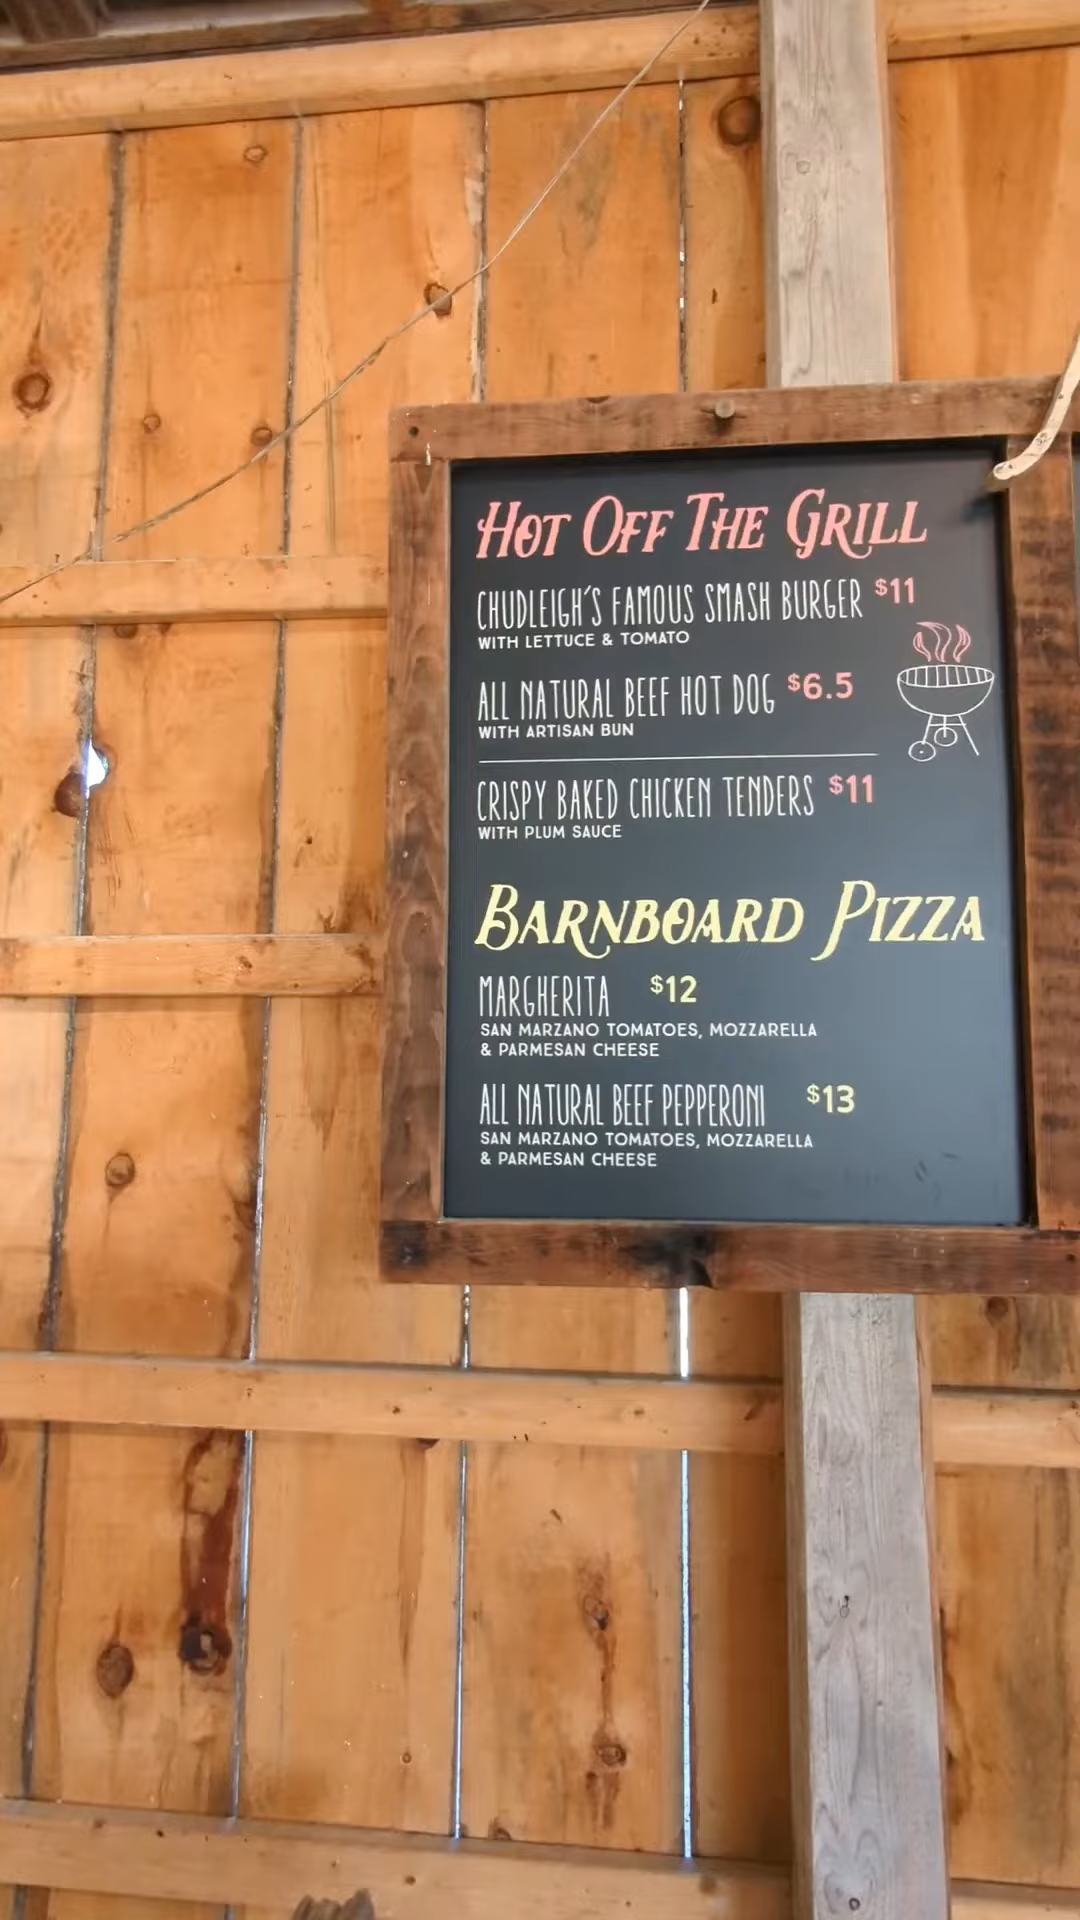 HOT OFF THE GRILL
CHUDLEIGH'S FAMOUS SMASH BURGER $11
WITH LETTUCE & TOMATO
ALL NATURAL BEEF HOT DOG $6.5
WITH ARTISAN BUN
CRISPY BAKED CHICKEN TENDERS $11
WITH PLUM SAUCE
BARNBOARD PIZZA
MARGHERITA $12
SAN MARZANO TOMATOES, MOZZARELLA
& PARMESAN CHEESE
ALL NATURAL BEEF PEPPERONI $13
SAN MARZANO TOMATOES, MOZZARELLA
& PARMESAN CHEESE